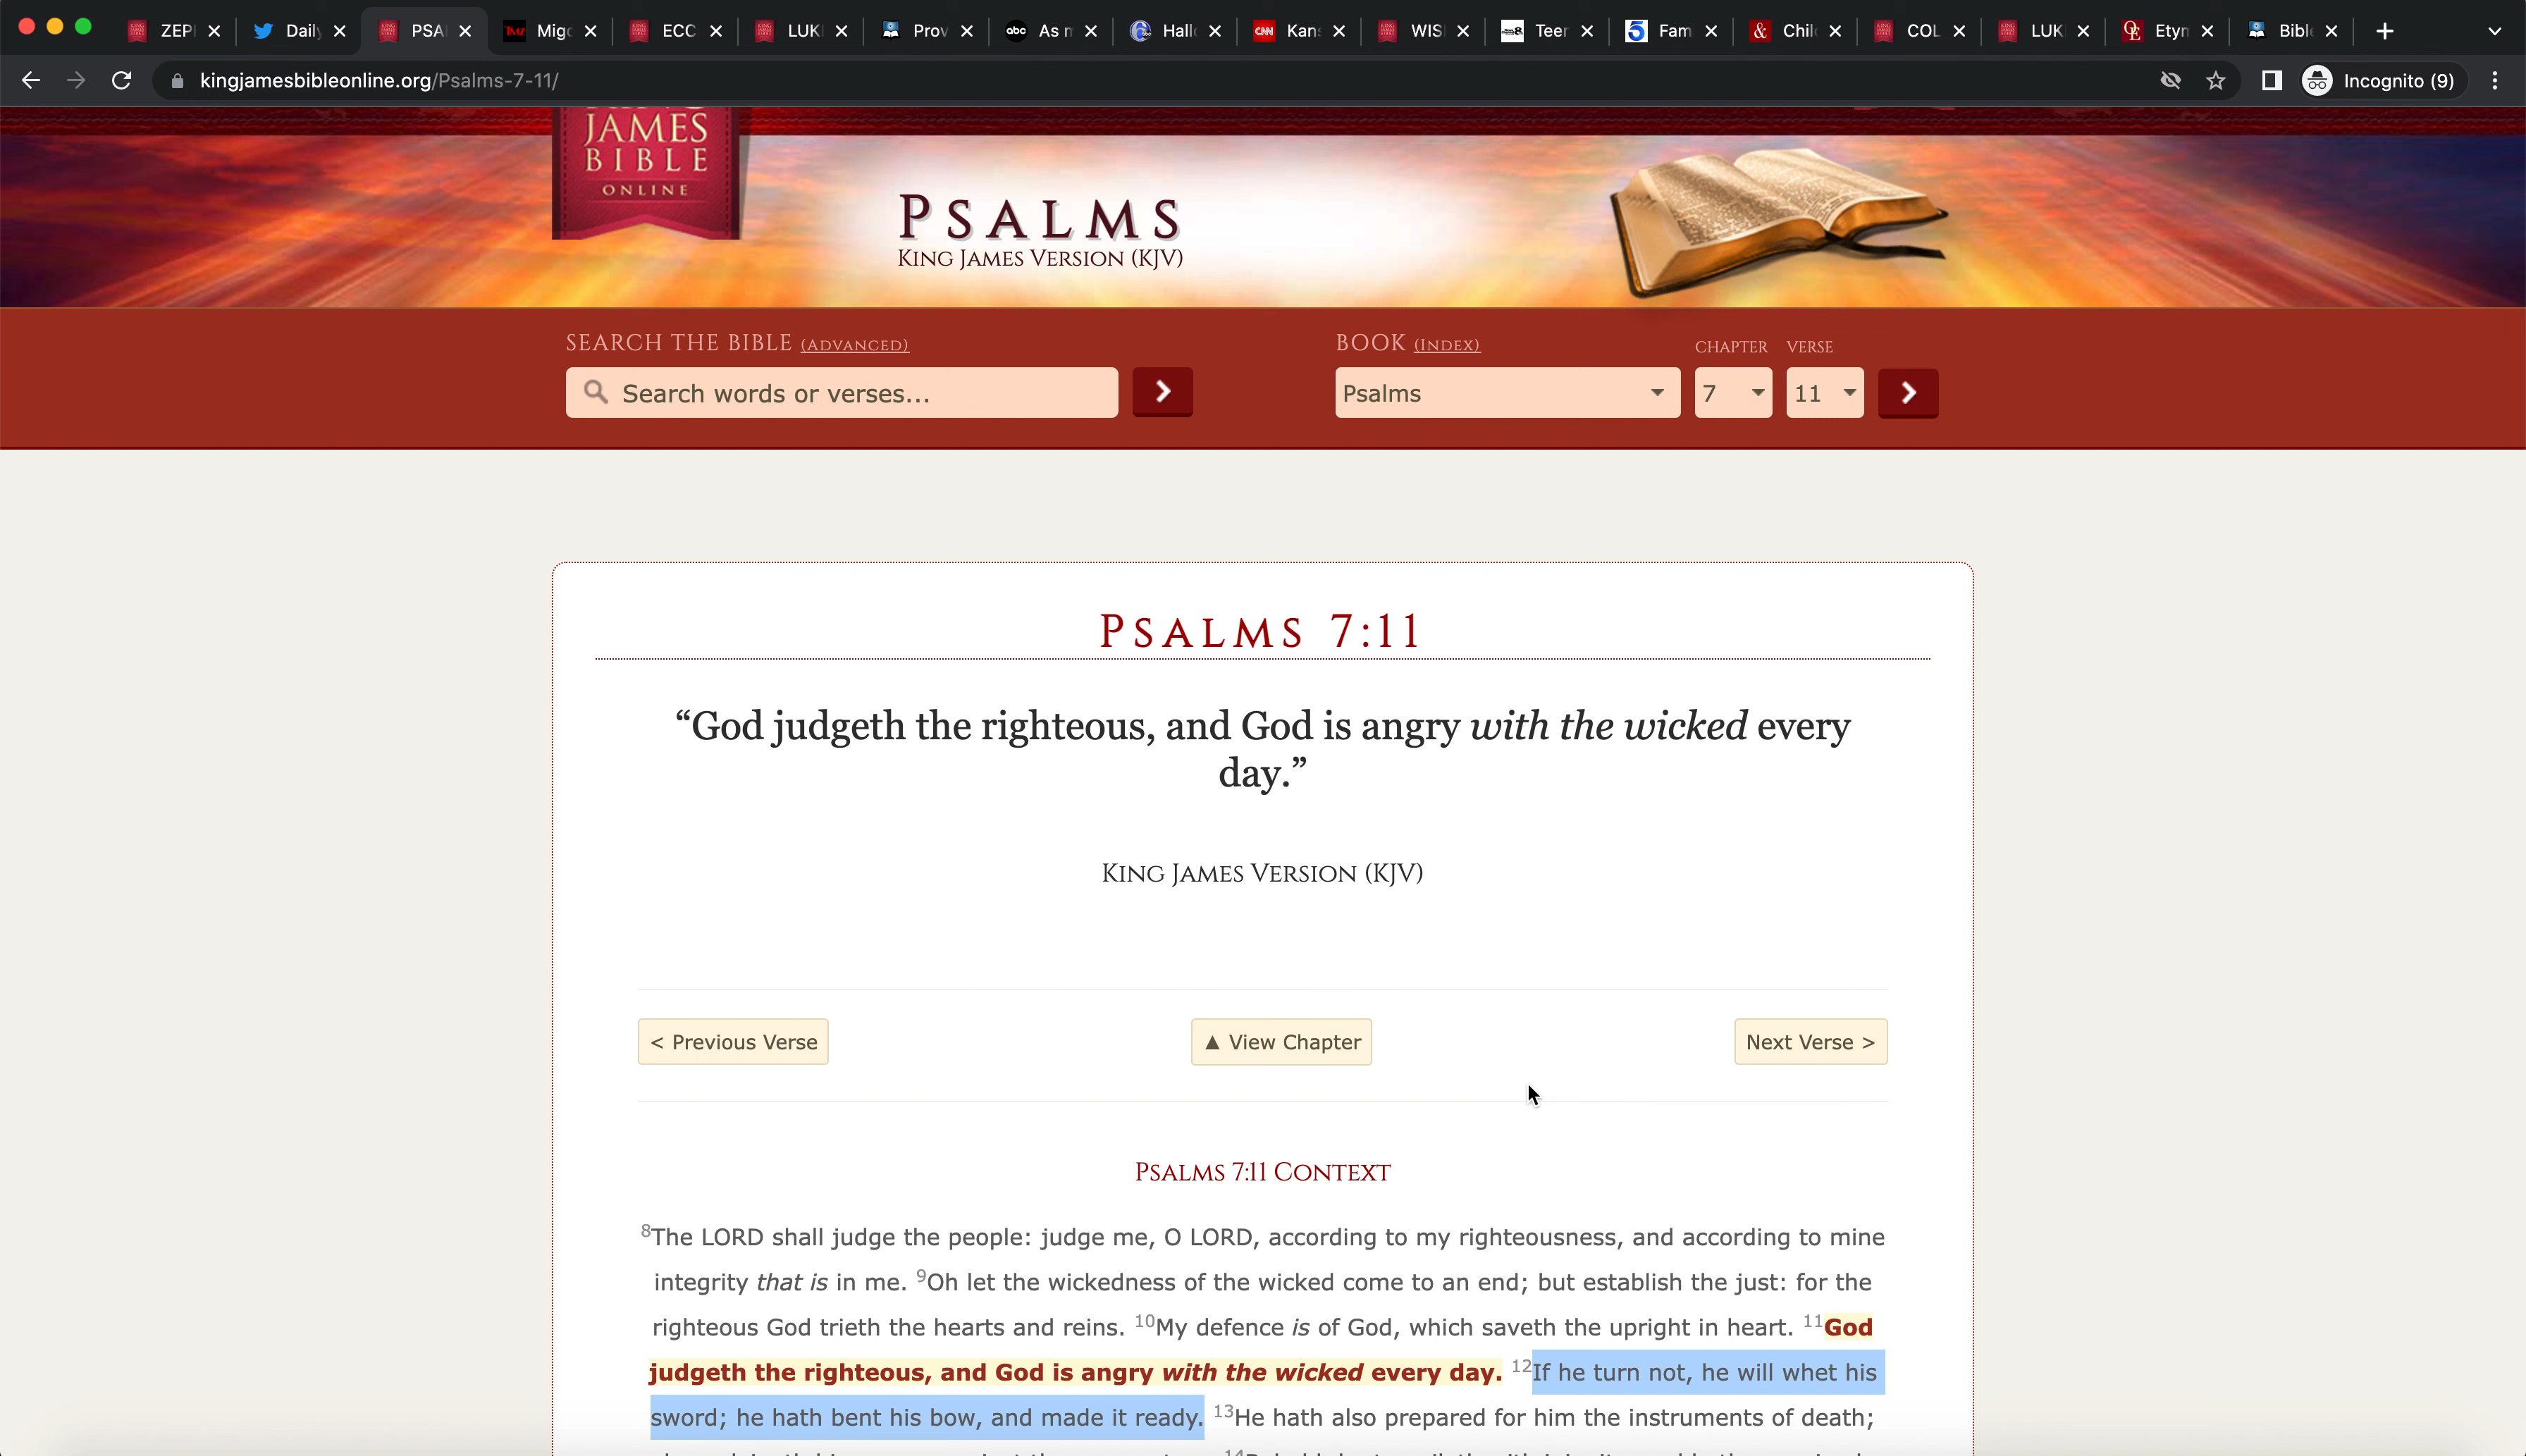 ZEP
Daily
PSA
Migo
ECC
LUK
Prov
As m
Hall
CNN
Kans
WIS
Teen
Fam
& Chil
COL
LUK
Etym
Bible
kingjamesbibleonline.org/Psalms-7-11/
Incognito (9)
JAMES
BIBLE
ONLINE
PSALMS
KING JAMES VERSION (KJV)
SEARCH THE BIBLE (ADVANCED)
Search words or verses...
BOOK (INDEX)
CHAPTER
VERSE
Psalms
7
11
PSALMS 7:11
“God judgeth the righteous, and God is angry with the wicked every
day.”
KING JAMES VERSION (KJV)
< Previous Verse
▲ View Chapter
Next Verse >
PSALMS 7:11 CONTEXT
8The LORD shall judge the people: judge me, O LORD, according to my righteousness, and according to mine
integrity that is in me. 9Oh let the wickedness of the wicked come to an end; but establish the just: for the
righteous God trieth the hearts and reins. 10My defence is of God, which saveth the upright in heart. 11God
judgeth the righteous, and God is angry with the wicked every day. 12If he turn not, he will whet his
sword; he hath bent his bow, and made it ready. 13He hath also prepared for him the instruments of death;